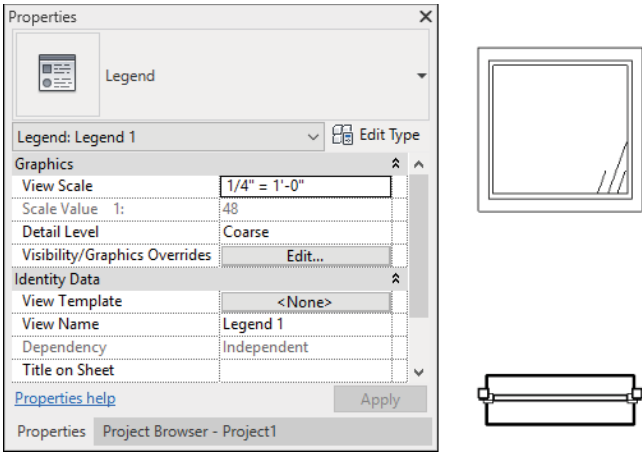 Properties
Legend
Legend: Legend 1 Edit Type
Graphics
View Scale 1/4" = 1'-0"
Scale Value 1: 48
Detail Level Coarse
Visibility/Graphics Overrides Edit...
Identity Data
View Template <None>
View Name Legend 1
Dependency Independent
Title on Sheet
Properties help Apply
Properties Project Browser - Project1